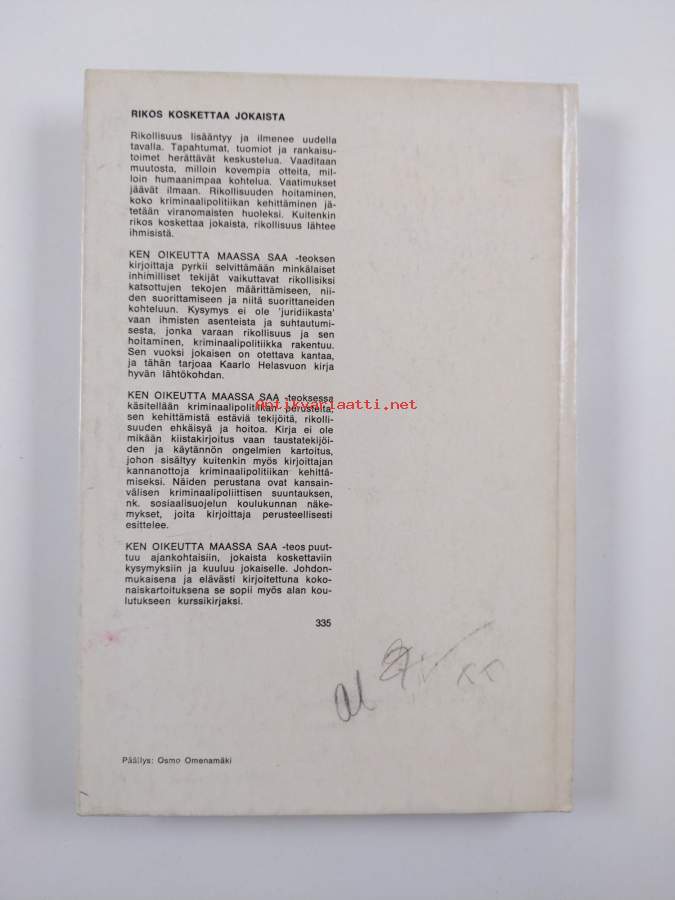 RIKOS KOSKETTAA JOKAISTA
Rikollisuus lisääntyy ja ilmenee uudella
tavalla. Tapahtumat, tuomiot ja rankaisu-
toimet herättävät keskustelua. Vaaditaan
muutosta, milloin kovempia otteita, mil-
loin humaanimpaa kohtelua. Vaatimukset
jäävät ilmaan. Rikollisuuden hoitaminen,
koko kriminaalipolitiikan kehittäminen jä-
tetään viranomaisten huoleksi. Kuitenkin
rikos koskettaa jokaista, rikollisuus lähtee
ihmisistä.
KEN OIKEUTTA MAASSA SAA -teoksen
kirjoittaja pyrkii selvittämään minkälaiset
inhimilliset tekijät vaikuttavat rikollisiksi
katsottujen tekojen määrittämiseen, nii-
den suorittamiseen ja niitä suorittaneiden
kohteluun. Kysymys ei ole 'juridiikasta'
vaan ihmisten asenteista ja suhtautumi-
sesta, jonka varaan rikollisuus ja sen
hoitaminen, kriminaalipolitiikka rakentuu.
Sen vuoksi jokaisen on otettava kantaa,
ja tähän tarjoaa Kaarlo Helasvuon kirja
hyvän lähtökohdan.
KEN OIKEUTTA MAASSA SAA -teoksessa
käsitellään kriminaalipolitiikan perusteita,
sen kehittämistä estäviä tekijöitä, rikolli-
suuden ehkäisyä ja hoitoa. Kirja ei ole
mikään kiistakirjoitus vaan taustatekijöi-
den ja käytännön ongelmien kartoitus,
johon sisältyy kuitenkin myös kirjoittajan
kannanottoja kriminaalipolitiikan kehittä-
miseksi. Näiden perustana ovat kansain-
välisen kriminaalipoliittisen suuntauksen,
nk. sosiaalisuojelun koulukunnan näke-
mykset, joita kirjoittaja perusteellisesti
esittelee.
Antikvariaatti.net
KEN OIKEUTTA MAASSA SAA -teos puut-
tuu ajankohtaisiin, jokaista koskettaviin
kysymyksiin ja kuuluu jokaiselle. Johdon-
mukaisena ja elävästi kirjoitettuna koko-
naiskartoituksena se sopii myös alan kou-
lutukseen kurssikirjaksi.
335
Päällys: Osmo Omenamäki